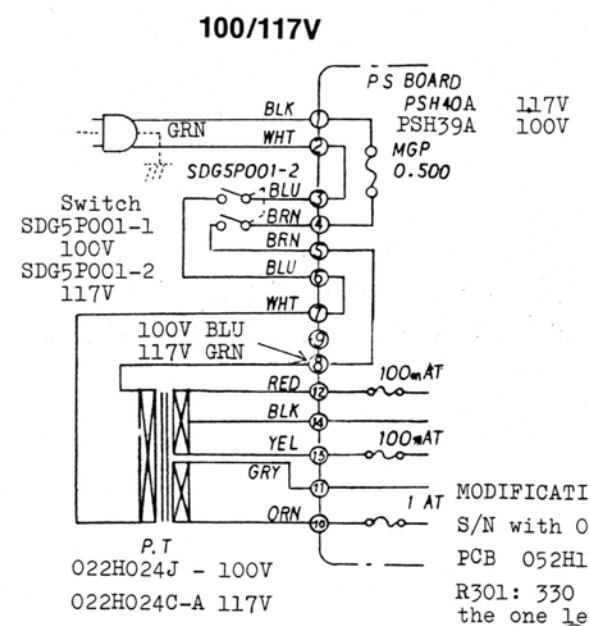 100/117V
PS BOARD
PSH40A 117V
PSH39A 100V
BLK
1
GRN
WHT
2
MGP
0.500
SDG5P001-2
BLU
3
Switch
SDG5P001-1
100V
SDG5P001-2
117V
BRN
4
BRN
5
BLU
6
WHT
7
100V BLU
117V GRN
9
8
RED
12
100mAT
BLK
14
YEL
13
100mAT
GRY
11
1 AT
ORN
10
P.T
022H024J - 100V
022H024C-A 117V
MODIFICATI
S/N with 0
PCB 052H1
R301: 330
the one le